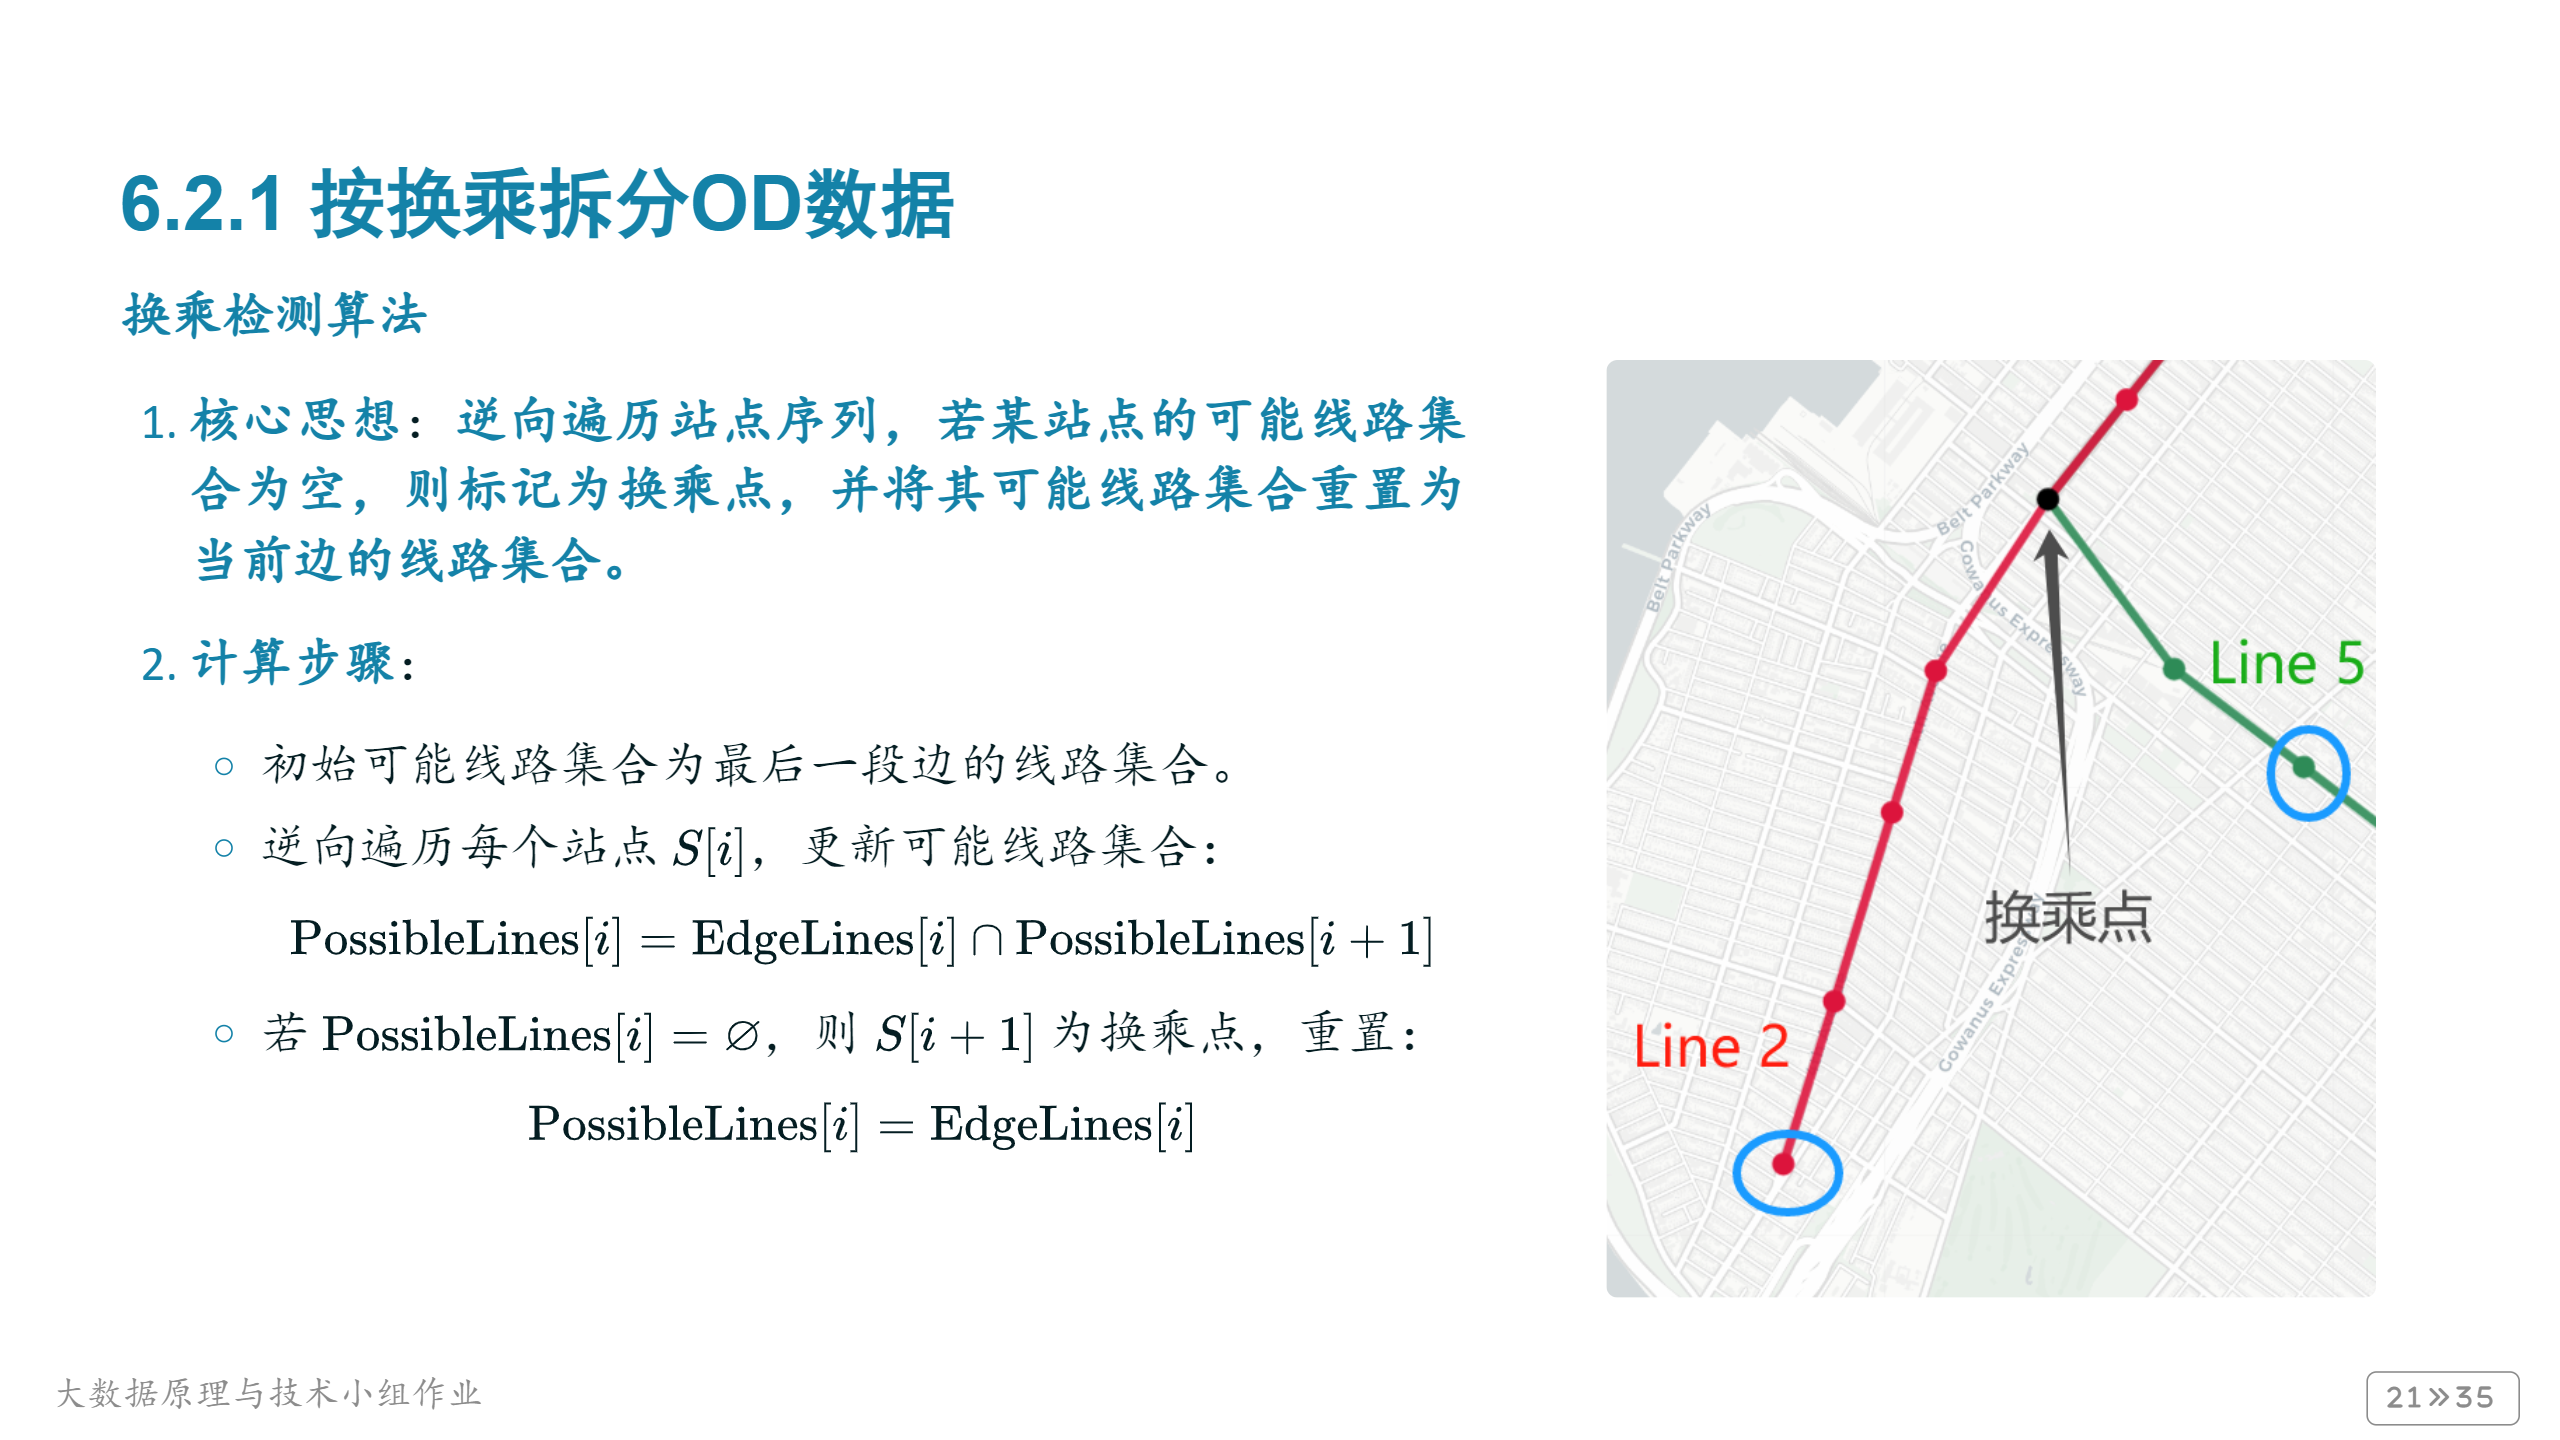 6.2.1 按换乘拆分OD数据
换乘检测算法
1. 核心思想：逆向遍历站点序列，若某站点的可能线路集
合为空，则标记为换乘点，并将其可能线路集合重置为
当前边的线路集合。
2. 计算步骤：
初始可能线路集合为最后一段边的线路集合。
逆向遍历每个站点 S[i]，更新可能线路集合：
PossibleLines[i] = EdgeLines[i] ∩ PossibleLines[i + 1]
若 PossibleLines[i] = ∅，则 S[i + 1] 为换乘点，重置：
PossibleLines[i] = EdgeLines[i]
Belt Parkway
Belt Parkway
Gowanus Expressway
Line 5
换乘点
Gowanus Expres
Line 2
大数据原理与技术小组作业
21»35